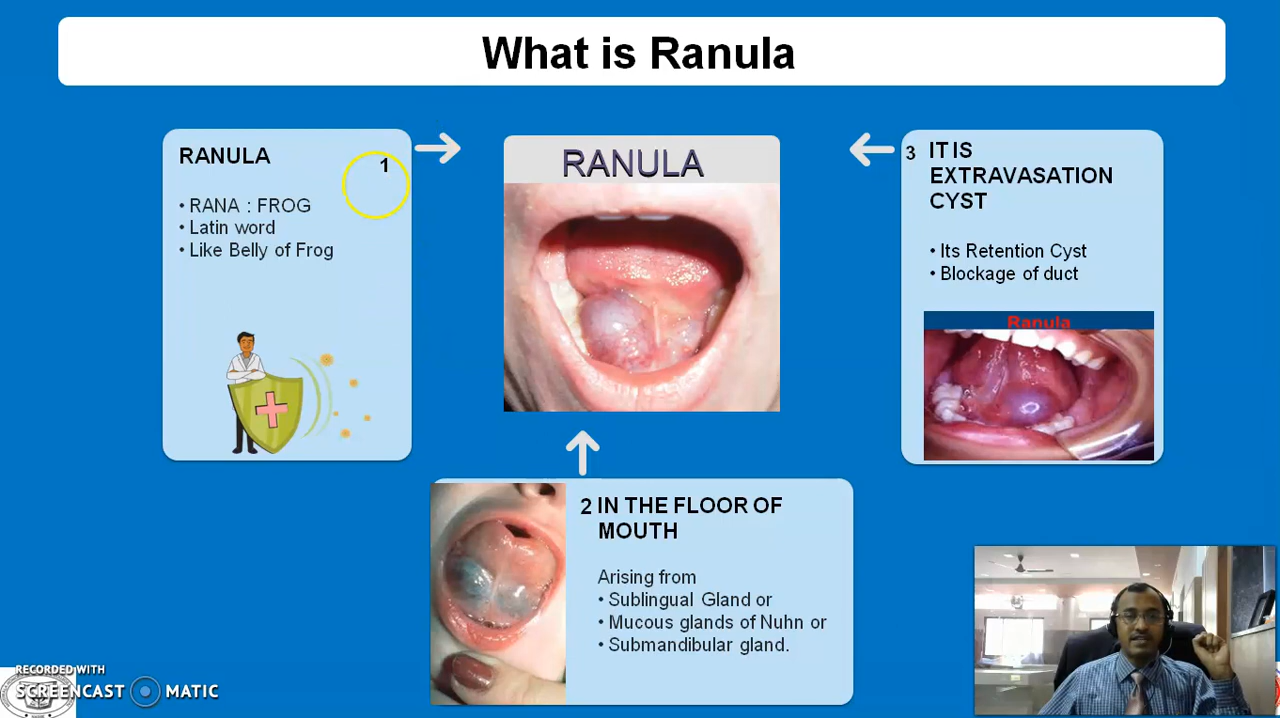 What is Ranula
RANULA
1
• RANA : FROG
• Latin word
• Like Belly of Frog
RANULA
3 IT IS
EXTRAVASATION
CYST
• Its Retention Cyst
• Blockage of duct
Ranula
2 IN THE FLOOR OF
MOUTH
Arising from
• Sublingual Gland or
• Mucous glands of Nuhn or
• Submandibular gland.
RECORDED WITH
SCREENCAST MATIC